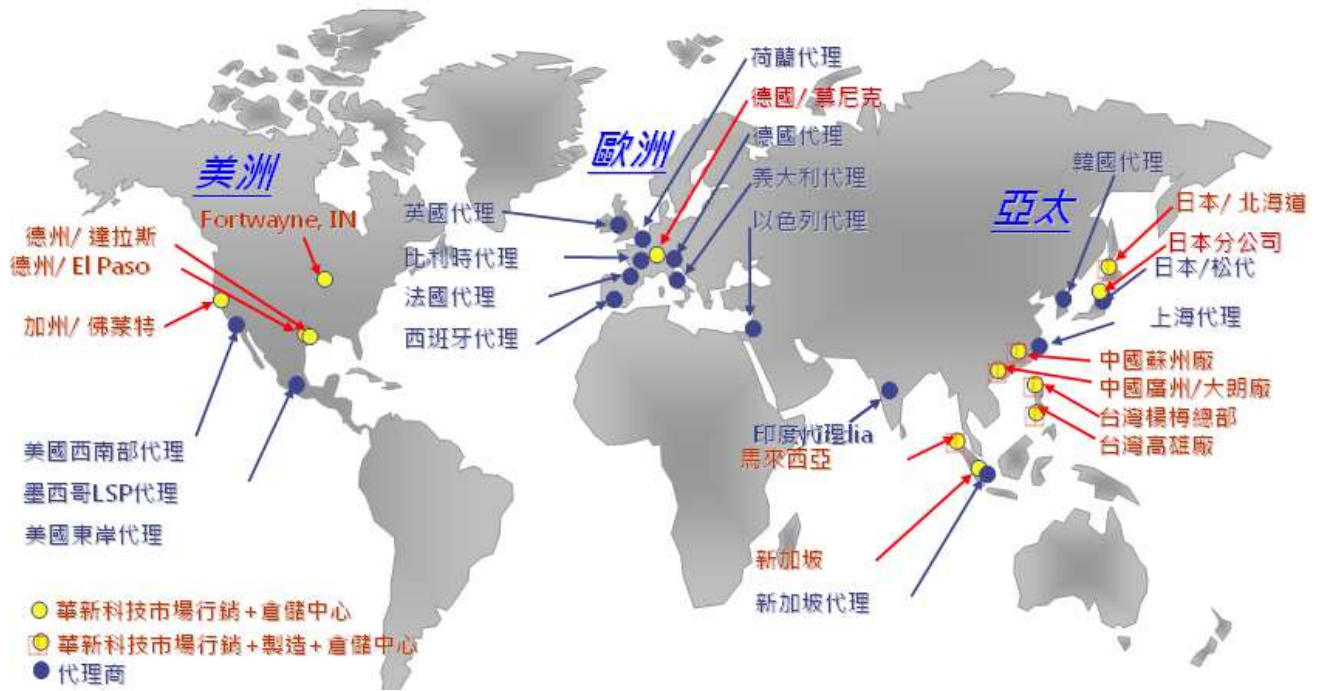 荷蘭代理
德國/ 慕尼克
歐洲
德國代理
美洲
韓國代理
義大利代理
亞太
日本/ 北海道
Fortwayne, IN
英國代理
以色列代理
德州/ 達拉斯
日本分公司
德州/ El Paso
比利時代理
日本/松代
法國代理
加州/ 佛蒙特
上海代理
西班牙代理
中國蘇州廠
中國廣州/大朗廠
台灣楊梅總部
印度代理
台灣高雄廠
美國西南部代理
馬來西亞
墨西哥LSP代理
美國東岸代理
新加坡
新加坡代理
華新科技市場行銷+倉儲中心
華新科技市場行銷+製造+倉儲中心
代理商